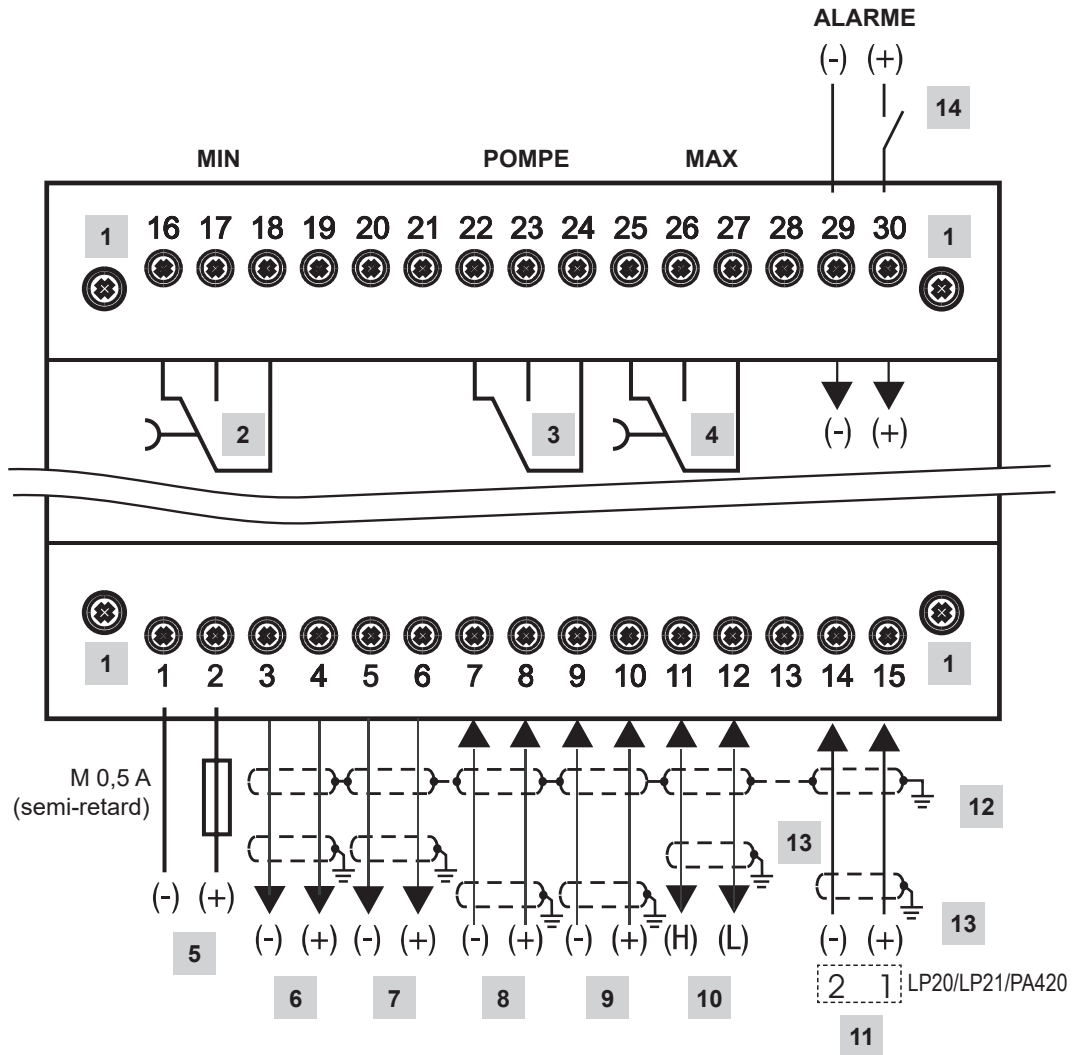 ALARME
(-) (+)
14
MIN POMPE MAX
1 16 17 18 19 20 21 22 23 24 25 26 27 28 29 30 1
2 3 4 (-) (+)
1 1 2 3 4 5 6 7 8 9 10 11 12 13 14 15 1
M 0,5 A
(semi-retard)
12
13
(-) (+)
13
5
(-) (+) (-) (+) (-) (+) (-) (+) (H) (L) (-) (+)
6 7 8 9 10
2 1 LP20/LP21/PA420
11